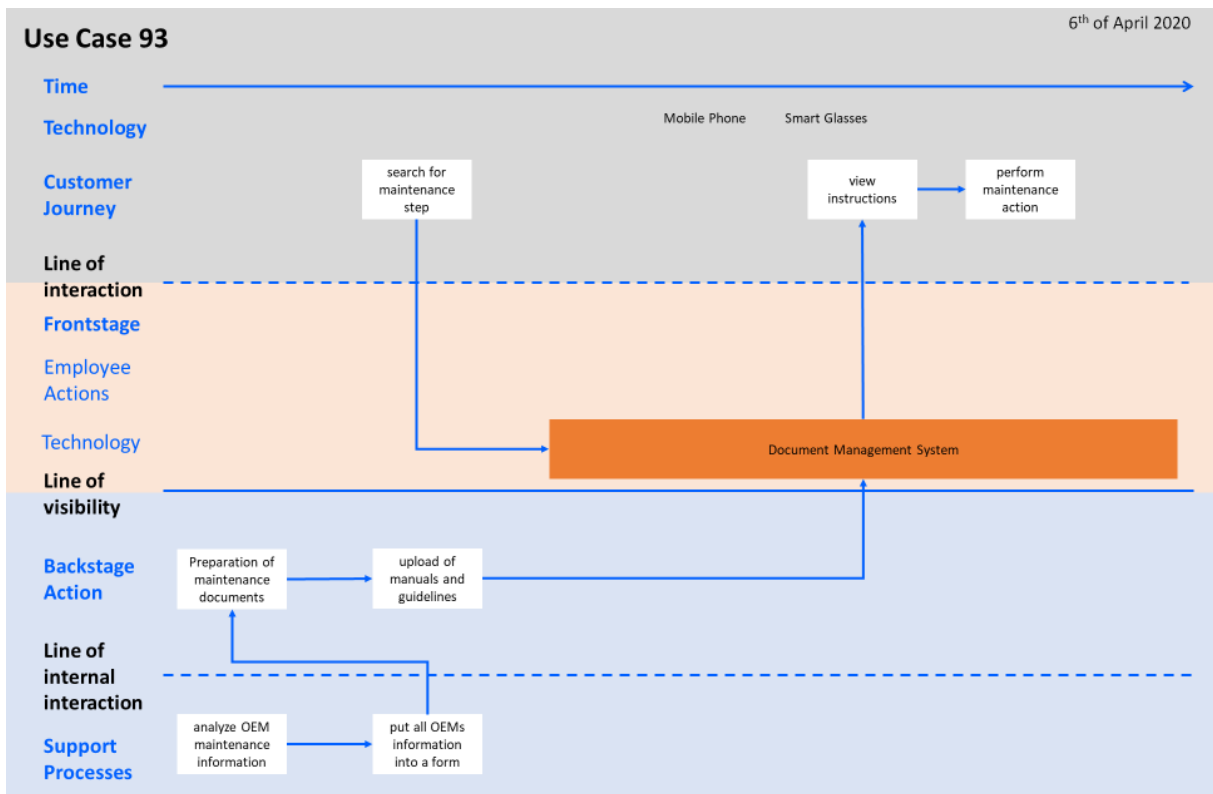 Use Case 93
6th of April 2020
Time
Technology
Mobile Phone
Smart Glasses
Customer
Journey
search for
maintenance
step
view
instructions
perform
maintenance
action
Line of
interaction
Frontstage
Employee
Actions
Technology
Document Management System
Line of
visibility
Backstage
Action
Preparation of
maintenance
documents
upload of
manuals and
guidelines
Line of
internal
interaction
Support
Processes
analyze OEM
maintenance
information
put all OEMs
information
into a form